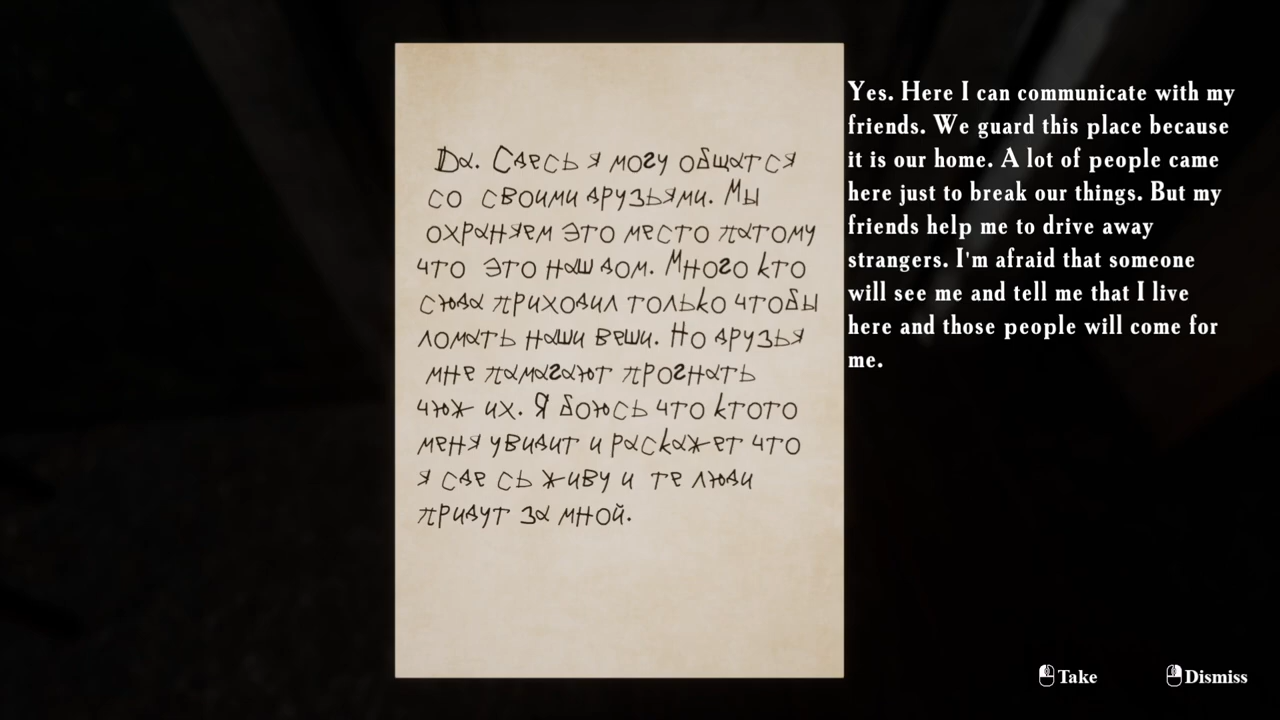 Да. Сдесь я могу общатся
со своими друзьями. Мы
охраняем это место патому
что это наш дом. Много кто
сюда приходил только чтобы
ломать наши веши. Но друзья
мне памагают прогнать
чюж их. Я боюсь что ктото
меня увидит и раскажет что
я сде сь живу и те люди
придут за мной.
Yes. Here I can communicate with my
friends. We guard this place because
it is our home. A lot of people came
here just to break our things. But my
friends help me to drive away
strangers. I'm afraid that someone
will see me and tell me that I live
here and those people will come for
me.
Take
Dismiss